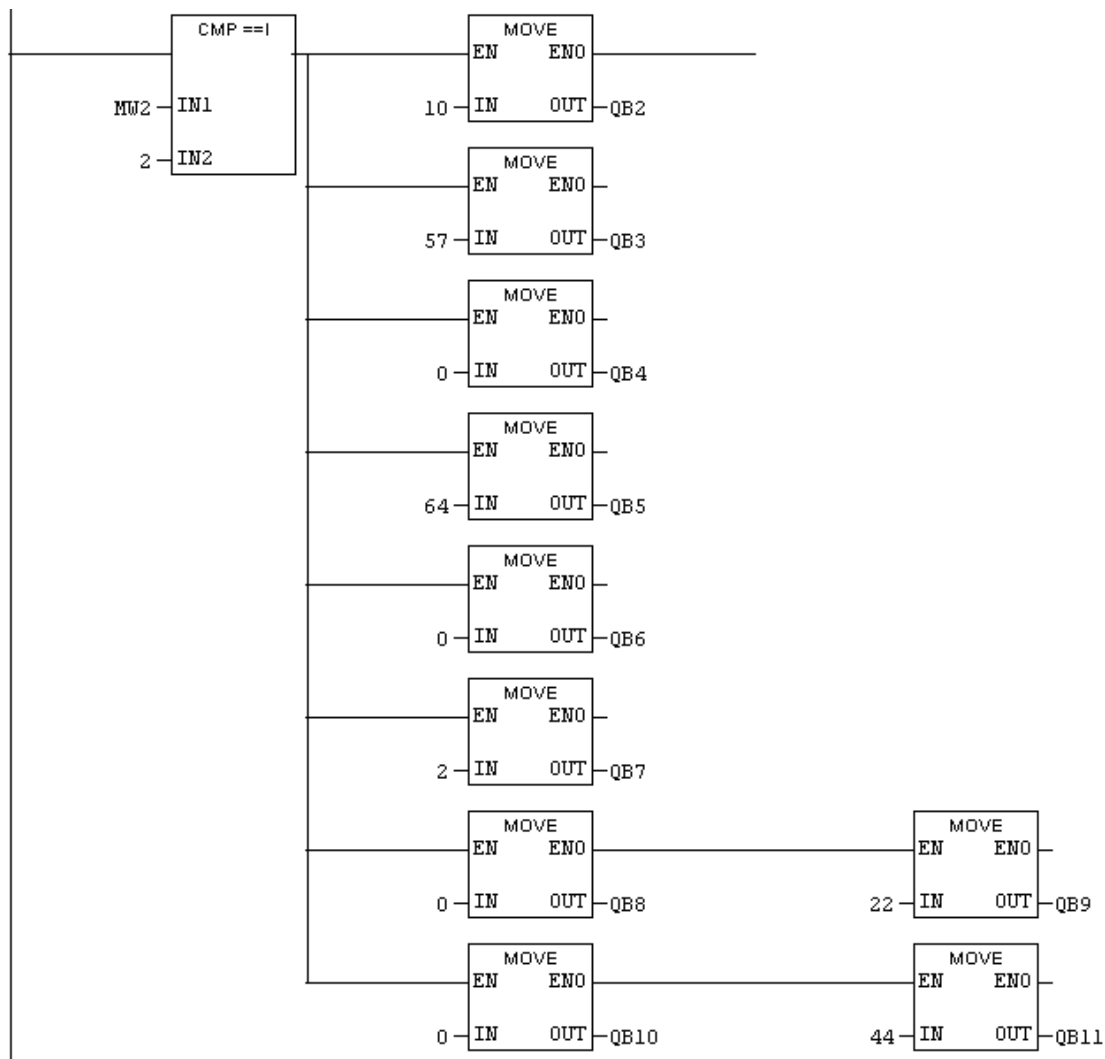 CMP ==I
MW2 IN1
2 IN2
MOVE
EN ENO
10 IN OUT QB2
MOVE
EN ENO
57 IN OUT QB3
MOVE
EN ENO
0 IN OUT QB4
MOVE
EN ENO
64 IN OUT QB5
MOVE
EN ENO
0 IN OUT QB6
MOVE
EN ENO
2 IN OUT QB7
MOVE
EN ENO
0 IN OUT QB8
MOVE
EN ENO
22 IN OUT QB9
MOVE
EN ENO
0 IN OUT QB10
MOVE
EN ENO
44 IN OUT QB11